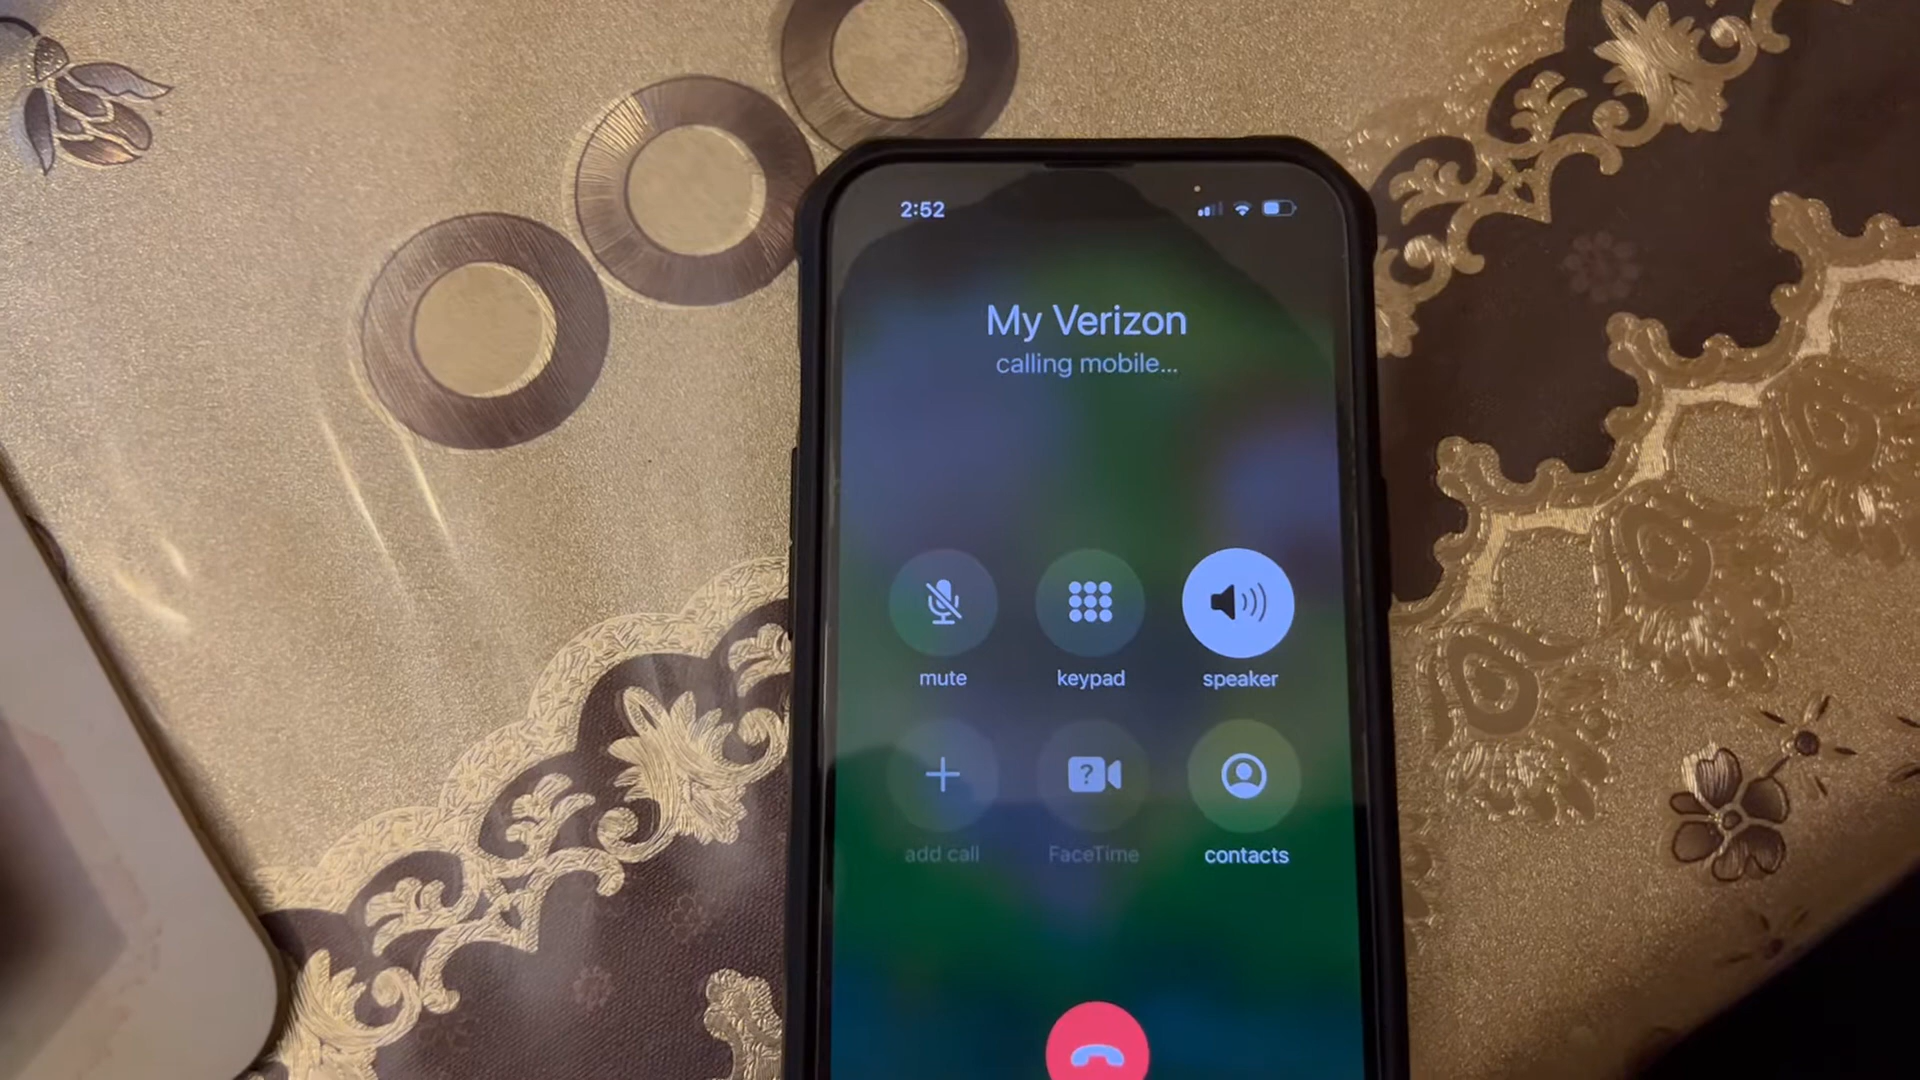 2:52
My Verizon
calling mobile...
mute
keypad
speaker
add call
FaceTime
contacts